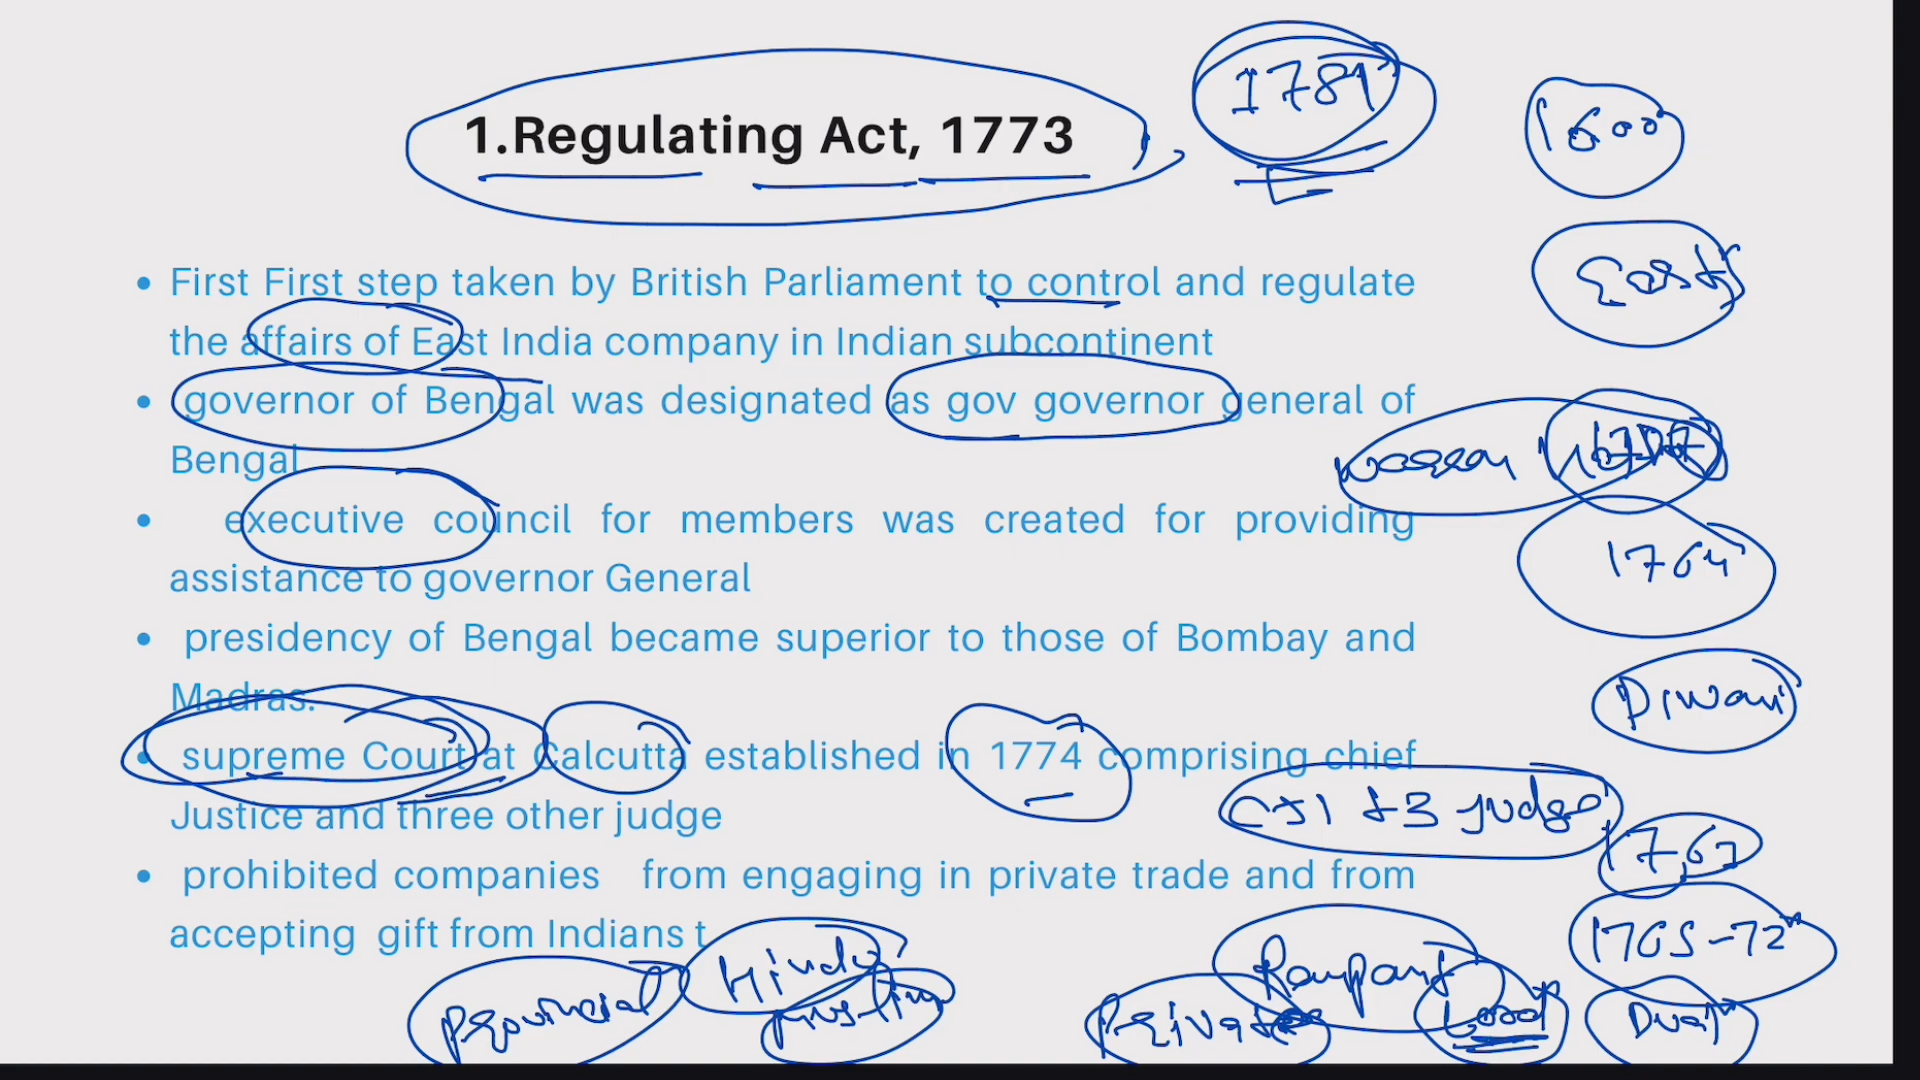 1.Regulating Act, 1773
1781
1600
East
First First step taken by British Parliament to control and regulate
the affairs of East India company in Indian subcontinent
governor of Bengal was designated as gov governor general of
Bengal
executive council for members was created for providing
assistance to governor General
1764
presidency of Bengal became superior to those of Bombay and
Madras.
Diwani
supreme Court at Calcutta established in 1774 comprising chief
Justice and three other judge
CJI +3 judge
1767
prohibited companies from engaging in private trade and from
accepting gift from Indians t
1765-72
Hindu
Muslim
Provincial
Rampant
Private
Dual